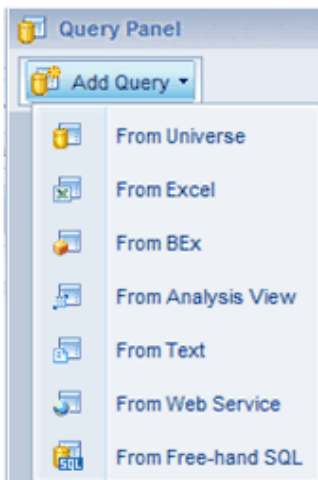 Query Panel
Add Query
From Universe
From Excel
From BEx
From Analysis View
From Text
From Web Service
SQL From Free-hand SQL